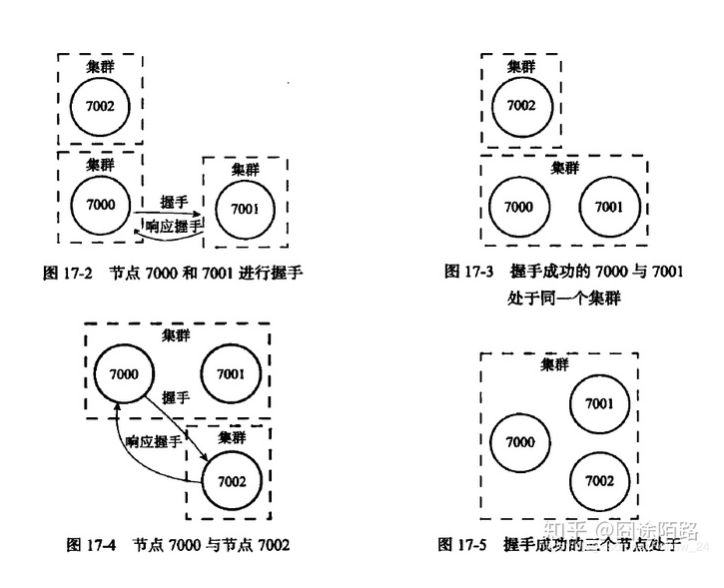 集群
7002
集群
7000
握手
响应握手
集群
7001
图 17-2 节点 7000 和 7001 进行握手
集群
7002
集群
7000
7001
图 17-3 握手成功的 7000 与 7001
处于同一个集群
集群
7000
7001
握手
响应握手
集群
7002
图 17-4 节点 7000 与节点 7002
集群
7001
7000
7002
图 17-5 握手成功的三个节点处于
知乎 @囧途陌路